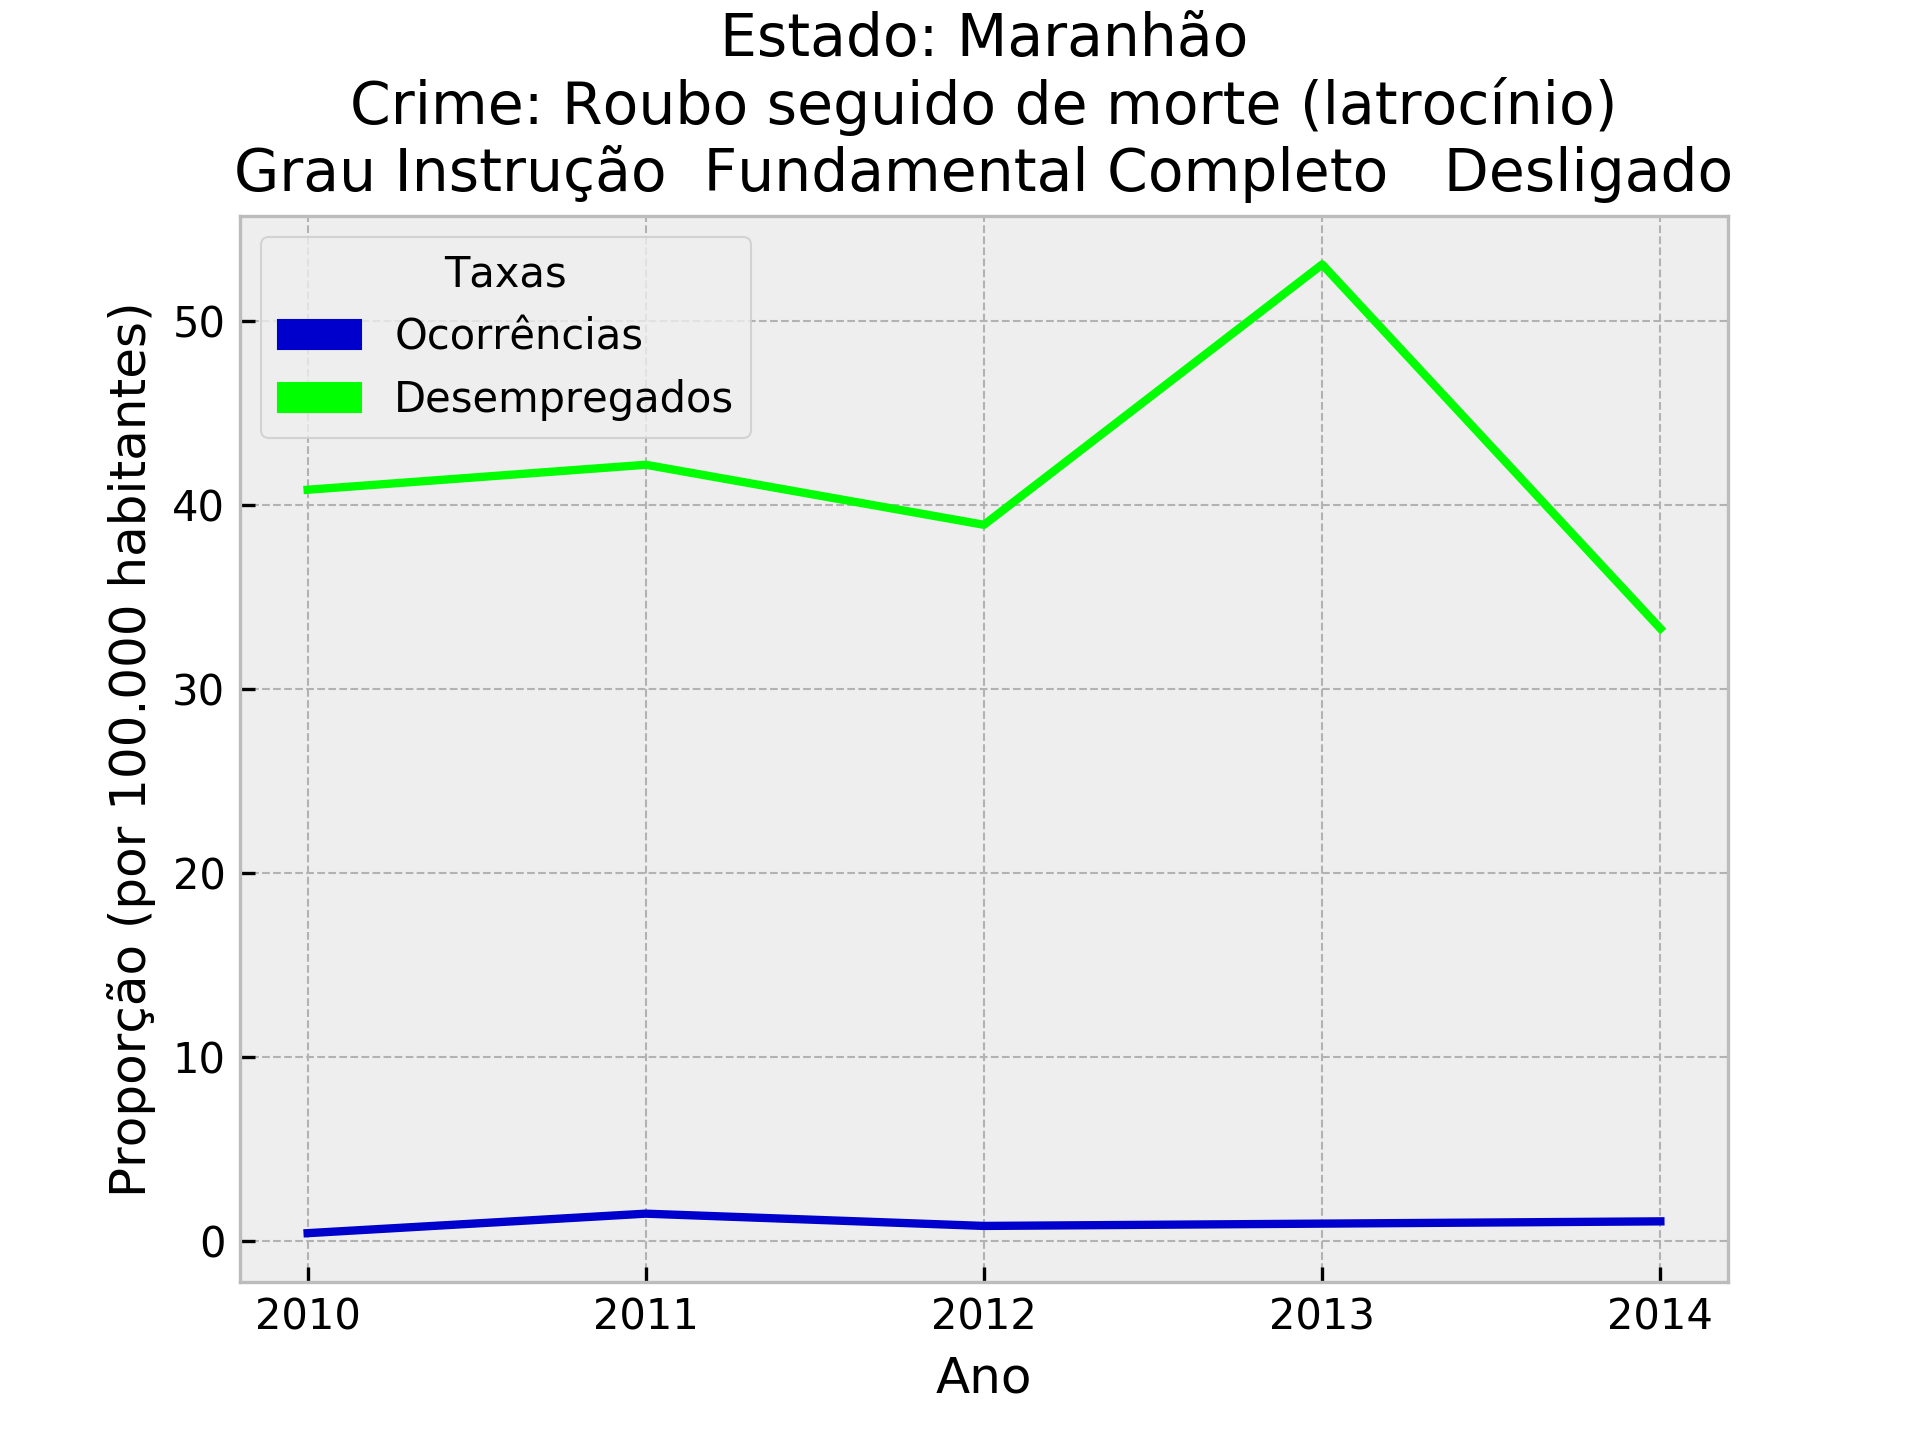 Estado: Maranhão
Crime: Roubo seguido de morte (latrocínio)
Grau Instrução  Fundamental Completo   Desligado
Taxas
Ocorrências
Desempregados
Proporção (por 100.000 habitantes)
50
40
30
20
10
0
2010 2011 2012 2013 2014
Ano